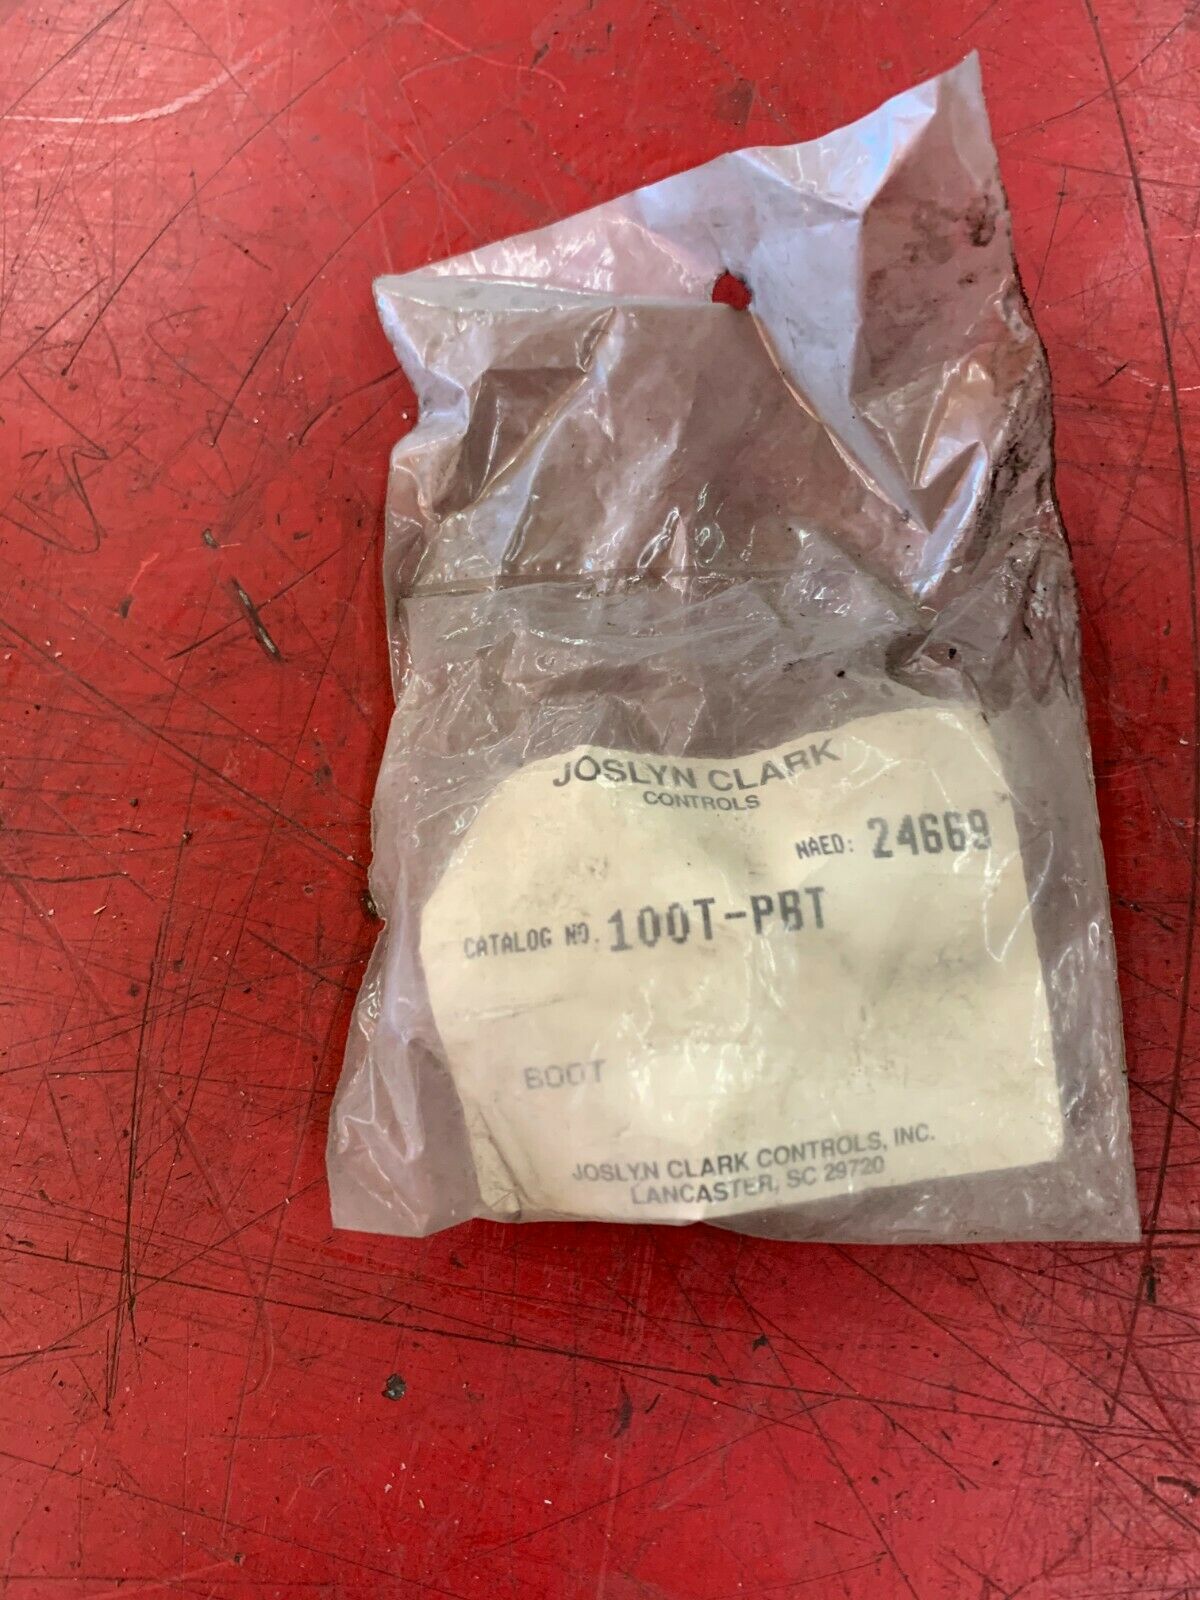 JOSLYN CLARK
CONTROLS
NAED: 24669
CATALOG NO. 100T-PBT
BOOT
JOSLYN CLARK CONTROLS, INC.
LANCASTER, SC 29720